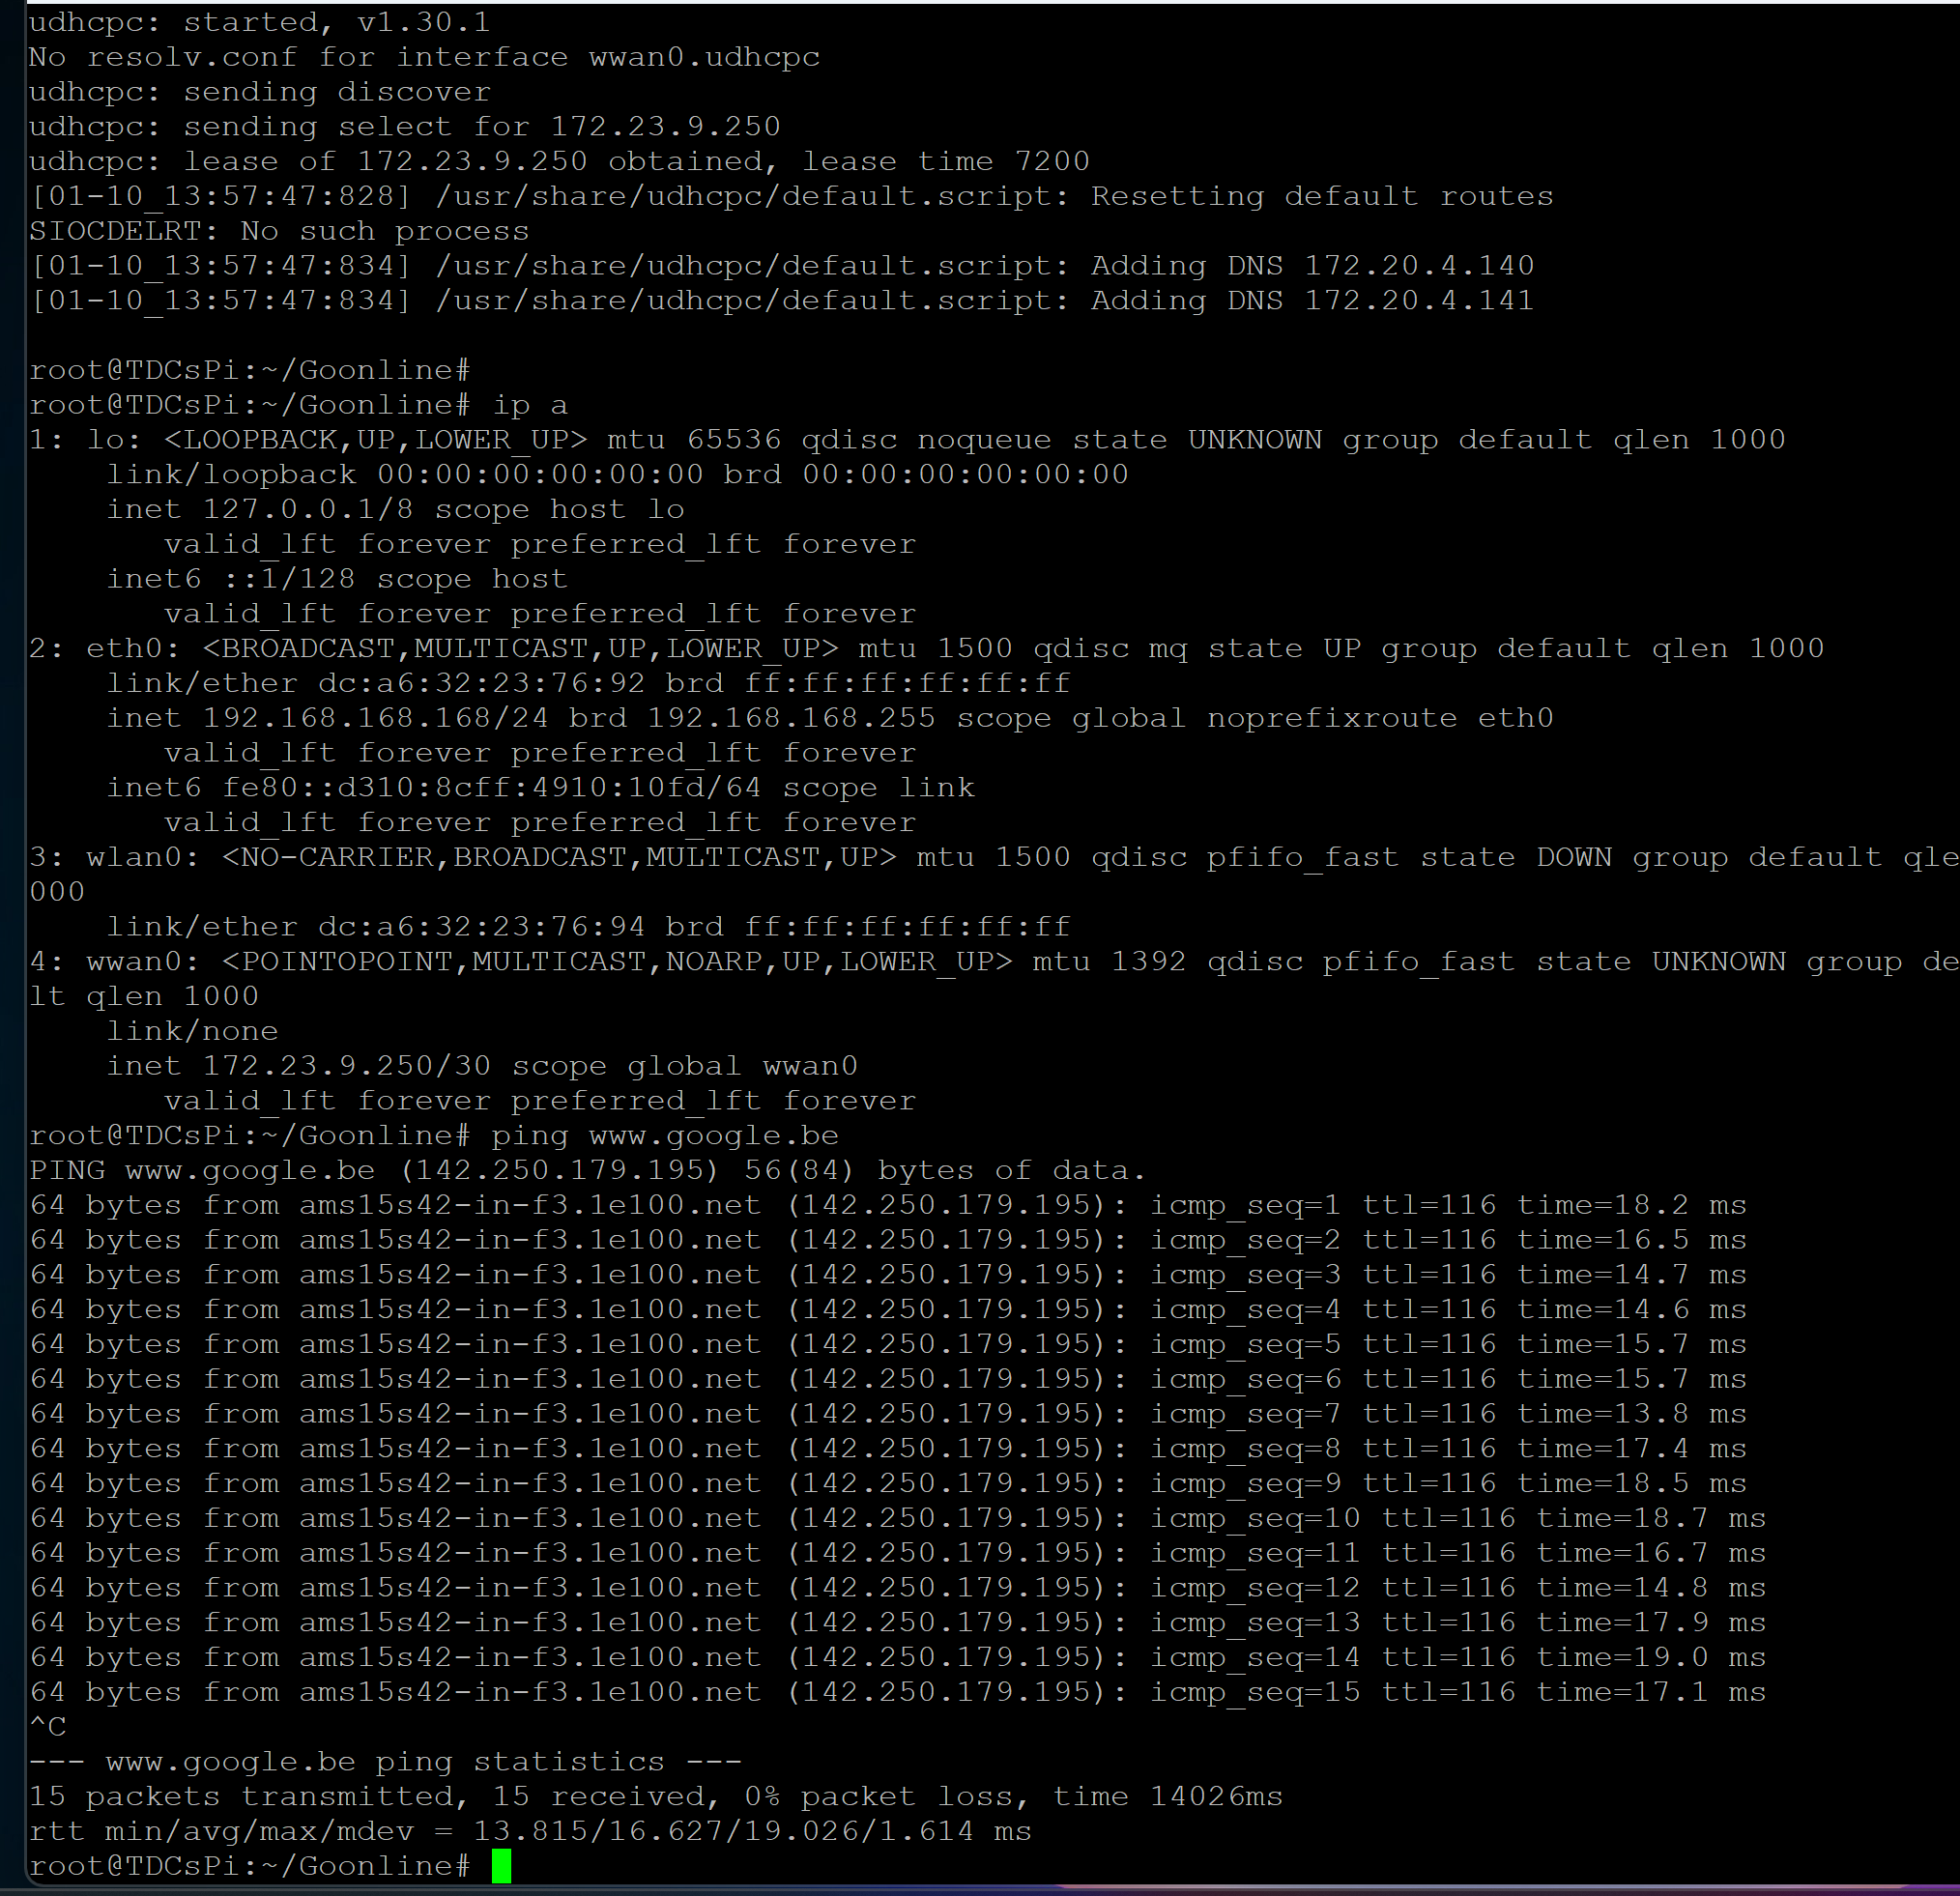 udhcpc: started, v1.30.1
No resolv.conf for interface wwan0.udhcpc
udhcpc: sending discover
udhcpc: sending select for 172.23.9.250
udhcpc: lease of 172.23.9.250 obtained, lease time 7200
[01-10_13:57:47:828] /usr/share/udhcpc/default.script: Resetting default routes
SIOCDELRT: No such process
[01-10_13:57:47:834] /usr/share/udhcpc/default.script: Adding DNS 172.20.4.140
[01-10_13:57:47:834] /usr/share/udhcpc/default.script: Adding DNS 172.20.4.141
root@TDCsPi:~/Goonline#
root@TDCsPi:~/Goonline# ip a
1: lo: <LOOPBACK,UP,LOWER_UP> mtu 65536 qdisc noqueue state UNKNOWN group default qlen 1000
link/loopback 00:00:00:00:00:00 brd 00:00:00:00:00:00
inet 127.0.0.1/8 scope host lo
valid_lft forever preferred_lft forever
inet6 ::1/128 scope host
valid_lft forever preferred_lft forever
2: eth0: <BROADCAST,MULTICAST,UP,LOWER_UP> mtu 1500 qdisc mq state UP group default qlen 1000
link/ether dc:a6:32:23:76:92 brd ff:ff:ff:ff:ff:ff
inet 192.168.168.168/24 brd 192.168.168.255 scope global noprefixroute eth0
valid_lft forever preferred_lft forever
inet6 fe80::d310:8cff:4910:10fd/64 scope link
valid_lft forever preferred_lft forever
3: wlan0: <NO-CARRIER,BROADCAST,MULTICAST,UP> mtu 1500 qdisc pfifo_fast state DOWN group default qle
000
link/ether dc:a6:32:23:76:94 brd ff:ff:ff:ff:ff:ff
4: wwan0: <POINTOPOINT,MULTICAST,NOARP,UP,LOWER_UP> mtu 1392 qdisc pfifo_fast state UNKNOWN group de
lt qlen 1000
link/none
inet 172.23.9.250/30 scope global wwan0
valid_lft forever preferred_lft forever
root@TDCsPi:~/Goonline# ping www.google.be
PING www.google.be (142.250.179.195) 56(84) bytes of data.
64 bytes from ams15s42-in-f3.1e100.net (142.250.179.195): icmp_seq=1 ttl=116 time=18.2 ms
64 bytes from ams15s42-in-f3.1e100.net (142.250.179.195): icmp_seq=2 ttl=116 time=16.5 ms
64 bytes from ams15s42-in-f3.1e100.net (142.250.179.195): icmp_seq=3 ttl=116 time=14.7 ms
64 bytes from ams15s42-in-f3.1e100.net (142.250.179.195): icmp_seq=4 ttl=116 time=14.6 ms
64 bytes from ams15s42-in-f3.1e100.net (142.250.179.195): icmp_seq=5 ttl=116 time=15.7 ms
64 bytes from ams15s42-in-f3.1e100.net (142.250.179.195): icmp_seq=6 ttl=116 time=15.7 ms
64 bytes from ams15s42-in-f3.1e100.net (142.250.179.195): icmp_seq=7 ttl=116 time=13.8 ms
64 bytes from ams15s42-in-f3.1e100.net (142.250.179.195): icmp_seq=8 ttl=116 time=17.4 ms
64 bytes from ams15s42-in-f3.1e100.net (142.250.179.195): icmp_seq=9 ttl=116 time=18.5 ms
64 bytes from ams15s42-in-f3.1e100.net (142.250.179.195): icmp_seq=10 ttl=116 time=18.7 ms
64 bytes from ams15s42-in-f3.1e100.net (142.250.179.195): icmp_seq=11 ttl=116 time=16.7 ms
64 bytes from ams15s42-in-f3.1e100.net (142.250.179.195): icmp_seq=12 ttl=116 time=14.8 ms
64 bytes from ams15s42-in-f3.1e100.net (142.250.179.195): icmp_seq=13 ttl=116 time=17.9 ms
64 bytes from ams15s42-in-f3.1e100.net (142.250.179.195): icmp_seq=14 ttl=116 time=19.0 ms
64 bytes from ams15s42-in-f3.1e100.net (142.250.179.195): icmp_seq=15 ttl=116 time=17.1 ms
^C
--- www.google.be ping statistics ---
15 packets transmitted, 15 received, 0% packet loss, time 14026ms
rtt min/avg/max/mdev = 13.815/16.627/19.026/1.614 ms
root@TDCsPi:~/Goonline#